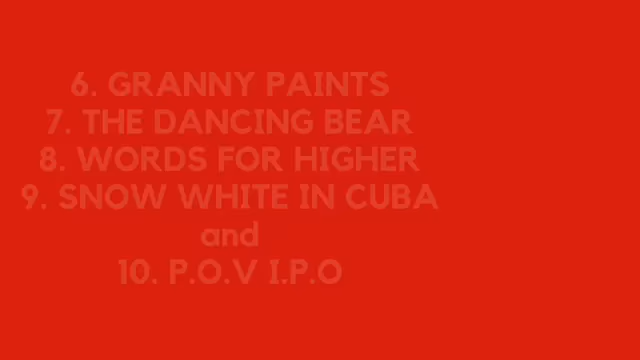 6. GRANNY PAINTS
7. THE DANCING BEAR
8. WORDS FOR HIGHER
9. SNOW WHITE IN CUBA
and
10. P.O.V I.P.O